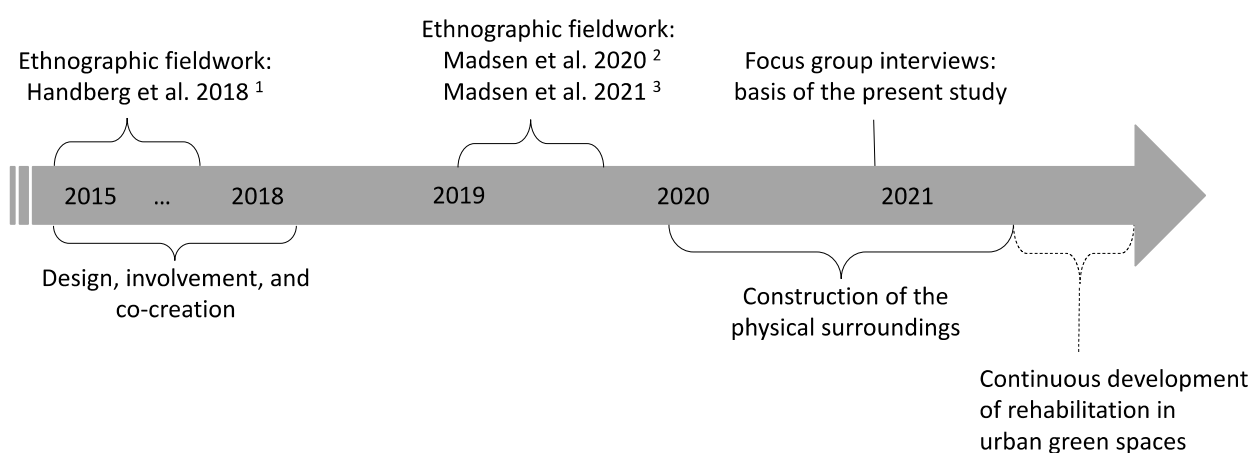 Ethnographic fieldwork:
Handberg et al. 2018 ¹
Ethnographic fieldwork:
Madsen et al. 2020 ²
Madsen et al. 2021 ³
Focus group interviews:
basis of the present study
2015 ... 2018 2019 2020 2021
Design, involvement, and
co-creation
Construction of the
physical surroundings
Continuous development
of rehabilitation in
urban green spaces